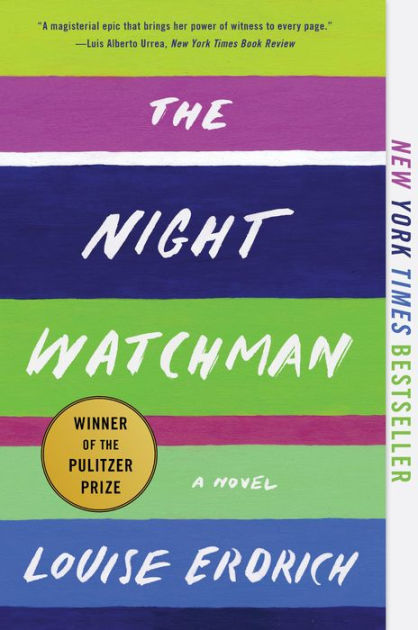 "A magisterial epic that brings her power of witness to every page."
—Luis Alberto Urrea, New York Times Book Review
THE
NIGHT
WATCHMAN
WINNER
OF THE
PULITZER
PRIZE
A NOVEL
LOUISE ERDRICH
NEW YORK TIMES BESTSELLER